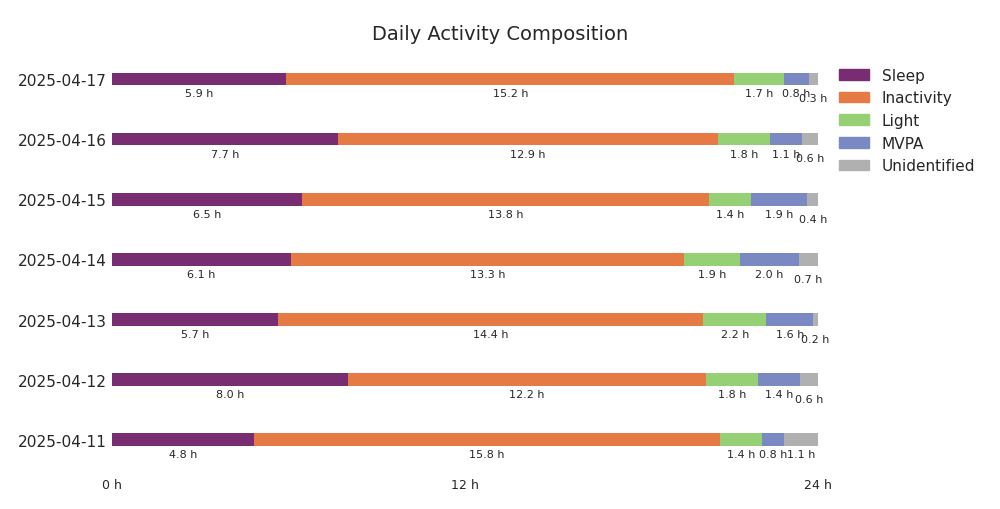 Daily Activity Composition
2025-04-17
5.9 h 15.2 h 1.7 h 0.8 h 0.3 h
2025-04-16
7.7 h 12.9 h 1.8 h 1.1 h 0.6 h
2025-04-15
6.5 h 13.8 h 1.4 h 1.9 h 0.4 h
2025-04-14
6.1 h 13.3 h 1.9 h 2.0 h 0.7 h
2025-04-13
5.7 h 14.4 h 2.2 h 1.6 h 0.2 h
2025-04-12
8.0 h 12.2 h 1.8 h 1.4 h 0.6 h
2025-04-11
4.8 h 15.8 h 1.4 h 0.8 h 1.1 h
0 h 12 h 24 h
Sleep
Inactivity
Light
MVPA
Unidentified